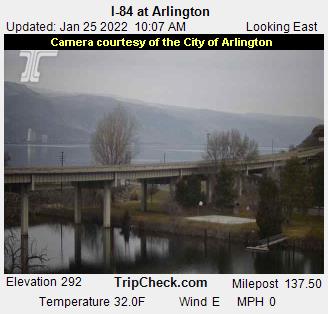 I-84 at Arlington
Updated: Jan 25 2022 10:07 AM Looking East
Camera courtesy of the City of Arlington
Elevation 292 TripCheck.com Milepost 137.50
Temperature 32.0F Wind E MPH 0